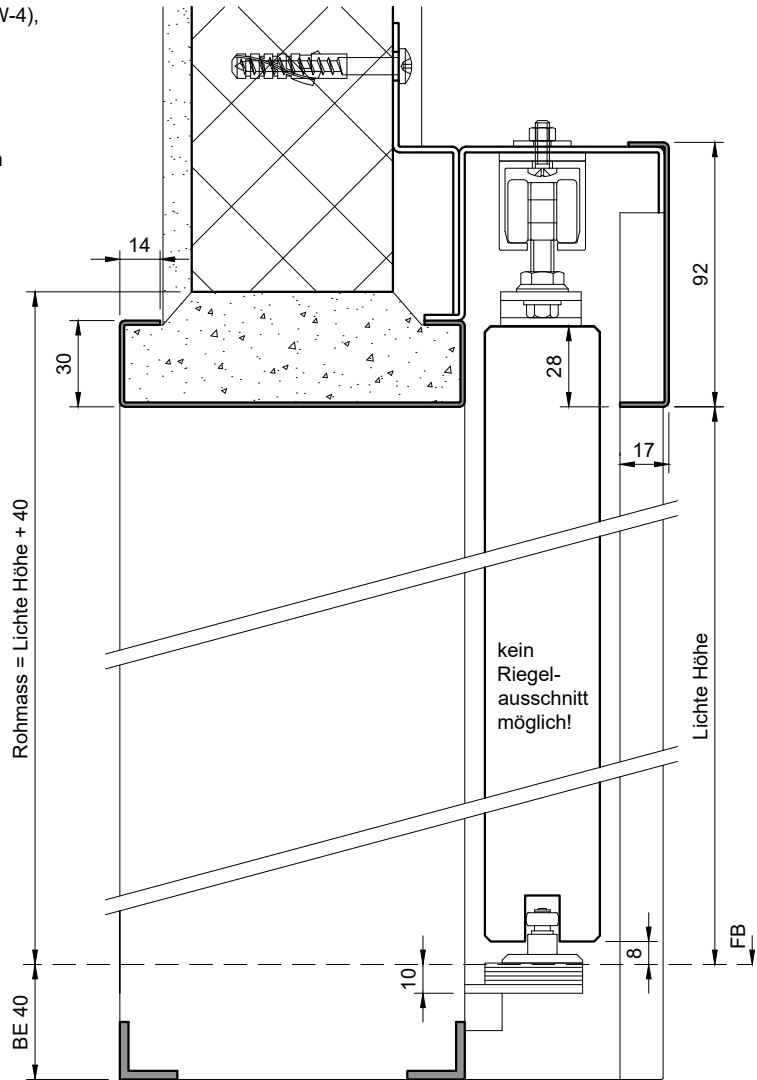 W-4),
n
14
92
30
28
17
Rohmass = Lichte Höhe + 40
kein
Riegel-
ausschnitt
möglich!
Lichte Höhe
FB
8
10
BE 40